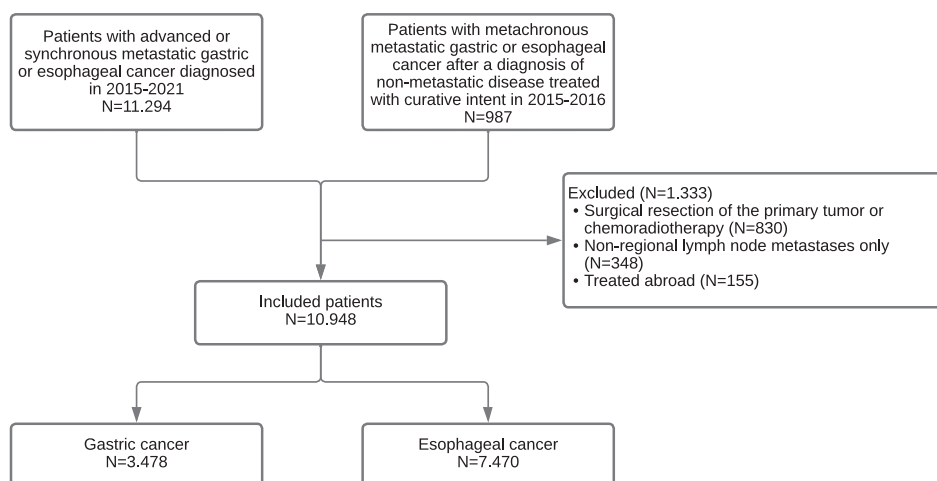 Patients with advanced or
synchronous metastatic gastric
or esophageal cancer diagnosed
in 2015-2021
N=11.294
Patients with metachronous
metastatic gastric or esophageal
cancer after a diagnosis of
non-metastatic disease treated
with curative intent in 2015-2016
N=987
Excluded (N=1.333)
• Surgical resection of the primary tumor or
chemoradiotherapy (N=830)
• Non-regional lymph node metastases only
(N=348)
• Treated abroad (N=155)
Included patients
N=10.948
Gastric cancer
N=3.478
Esophageal cancer
N=7.470